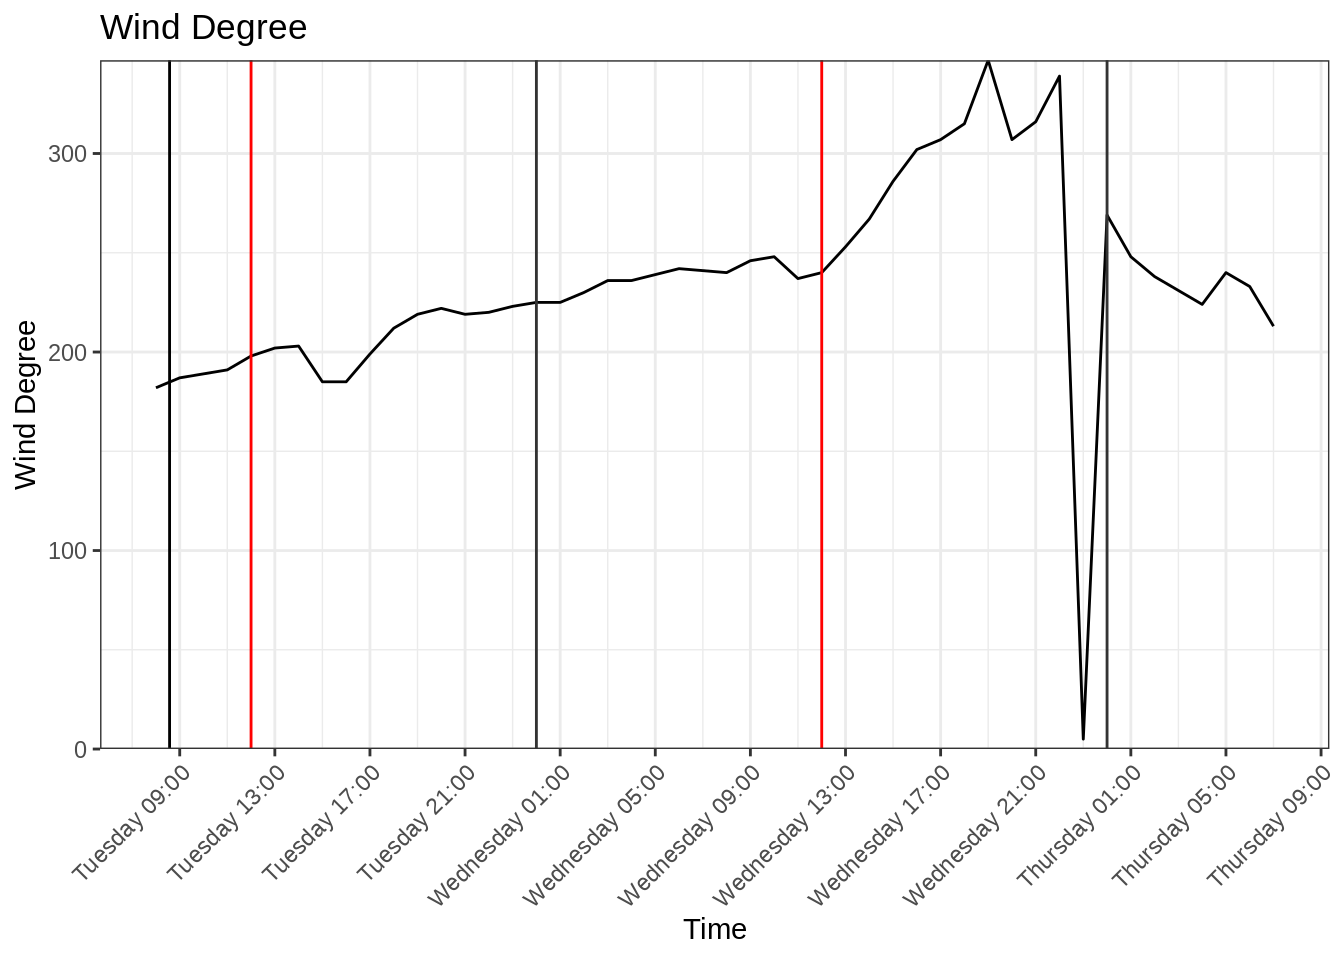 Wind Degree
Wind Degree
300
200
100
0
Tuesday 09:00
Tuesday 13:00
Tuesday 17:00
Tuesday 21:00
Wednesday 01:00
Wednesday 05:00
Wednesday 09:00
Wednesday 13:00
Wednesday 17:00
Wednesday 21:00
Thursday 01:00
Thursday 05:00
Thursday 09:00
Time